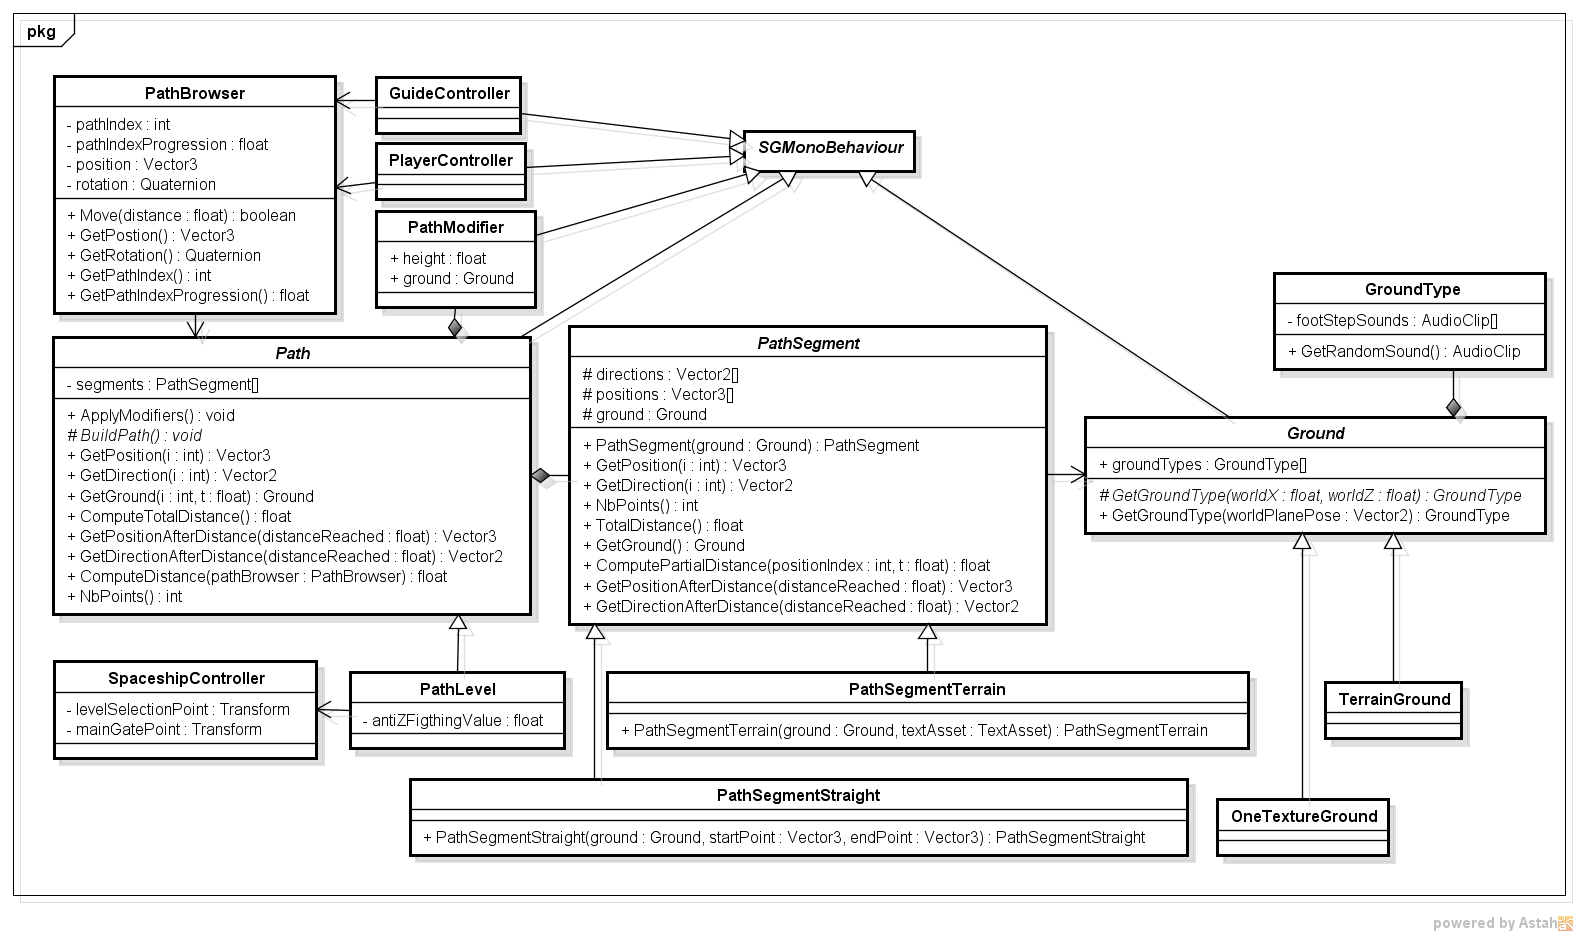 pkg
PathBrowser
- pathIndex : int
- pathIndexProgression : float
- position : Vector3
- rotation : Quaternion
+ Move(distance : float) : boolean
+ GetPostion() : Vector3
+ GetRotation() : Quaternion
+ GetPathIndex() : int
+ GetPathIndexProgression() : float
GuideController
PlayerController
PathModifier
+ height : float
+ ground : Ground
SGMonoBehaviour
GroundType
- footStepSounds : AudioClip[]
+ GetRandomSound() : AudioClip
Path
- segments : PathSegment[]
+ ApplyModifiers() : void
# BuildPath() : void
+ GetPosition(i : int) : Vector3
+ GetDirection(i : int) : Vector2
+ GetGround(i : int, t : float) : Ground
+ ComputeTotalDistance() : float
+ GetPositionAfterDistance(distanceReached : float) : Vector3
+ GetDirectionAfterDistance(distanceReached : float) : Vector2
+ ComputeDistance(pathBrowser : PathBrowser) : float
+ NbPoints() : int
PathSegment
# directions : Vector2[]
# positions : Vector3[]
# ground : Ground
+ PathSegment(ground : Ground) : PathSegment
+ GetPosition(i : int) : Vector3
+ GetDirection(i : int) : Vector2
+ NbPoints() : int
+ TotalDistance() : float
+ GetGround() : Ground
+ ComputePartialDistance(positionIndex : int, t : float) : float
+ GetPositionAfterDistance(distanceReached : float) : Vector3
+ GetDirectionAfterDistance(distanceReached : float) : Vector2
Ground
+ groundTypes : GroundType[]
# GetGroundType(worldX : float, worldZ : float) : GroundType
+ GetGroundType(worldPlanePose : Vector2) : GroundType
SpaceshipController
- levelSelectionPoint : Transform
- mainGatePoint : Transform
PathLevel
- antiZFigthingValue : float
PathSegmentTerrain
+ PathSegmentTerrain(ground : Ground, textAsset : TextAsset) : PathSegmentTerrain
TerrainGround
PathSegmentStraight
+ PathSegmentStraight(ground : Ground, startPoint : Vector3, endPoint : Vector3) : PathSegmentStraight
OneTextureGround
powered by Astah